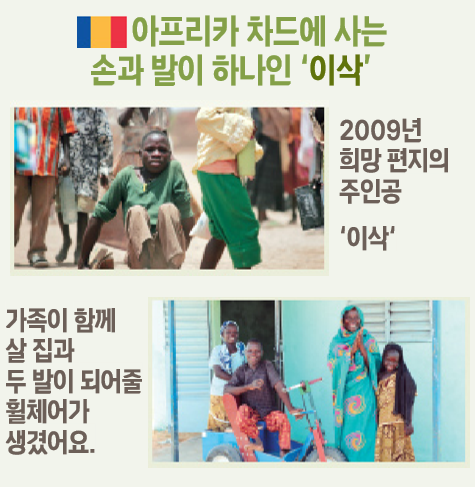 아프리카 차드에 사는
손과 발이 하나인 ‘이삭’
2009년
희망 편지의
주인공
‘이삭‘
가족이 함께
살 집과
두 발이 되어줄
휠체어가
생겼어요.